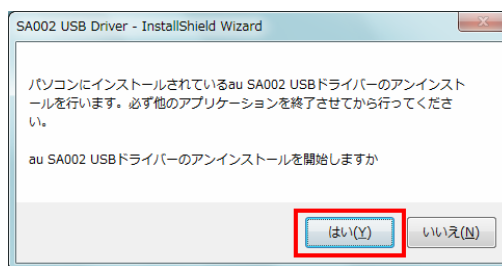 SA002 USB Driver - InstallShield Wizard
パソコンにインストールされているau SA002 USBドライバーのアンインスト
ールを行います。必ず他のアプリケーションを終了させてから行ってくださ
い。
au SA002 USBドライバーのアンインストールを開始しますか
はい(Y) いいえ(N)